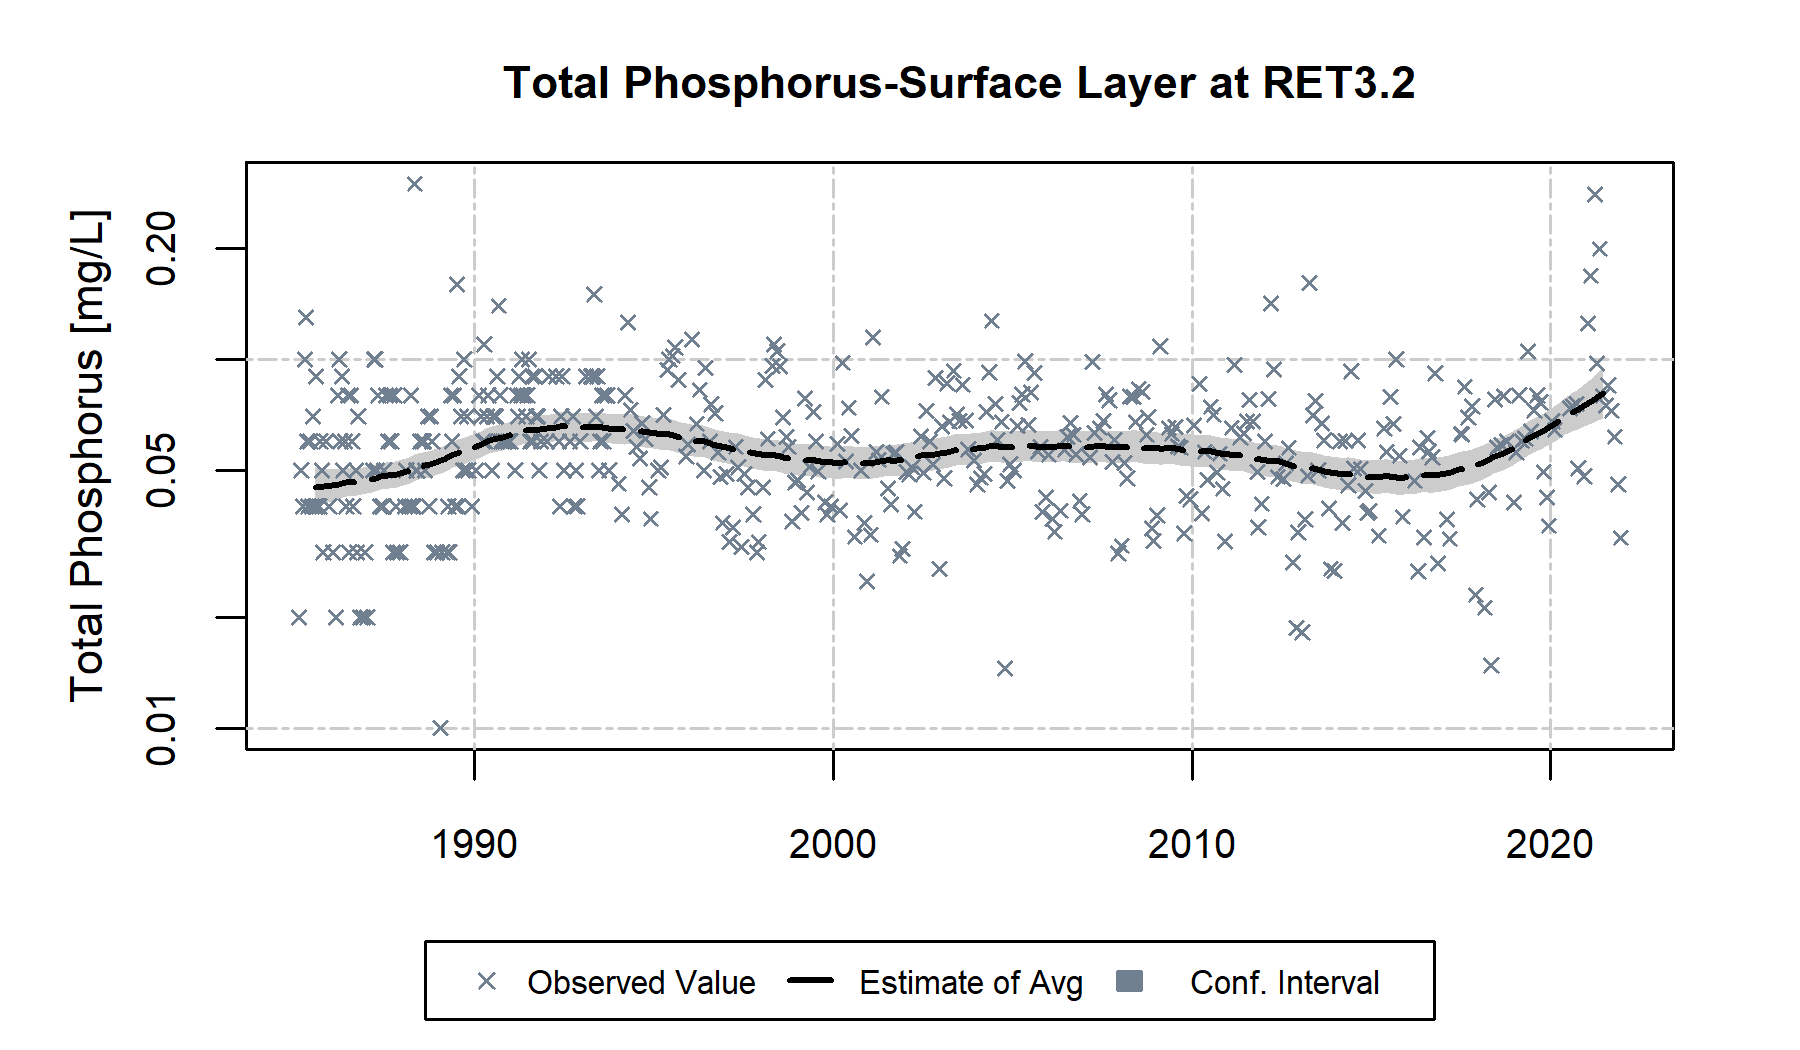 Total Phosphorus-Surface Layer at RET3.2
Total Phosphorus [mg/L]
0.20
0.05
0.01
1990 2000 2010 2020
Observed Value Estimate of Avg Conf. Interval